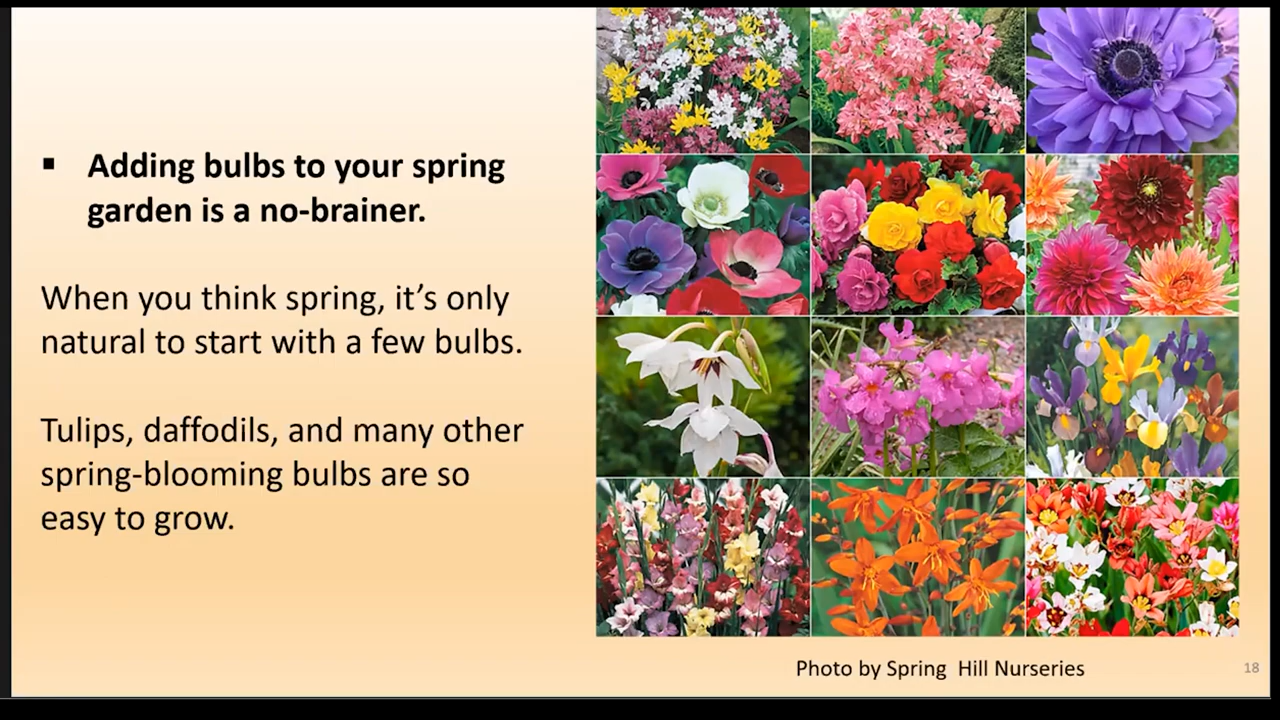 ▪ Adding bulbs to your spring
garden is a no-brainer.
When you think spring, it’s only
natural to start with a few bulbs.
Tulips, daffodils, and many other
spring-blooming bulbs are so
easy to grow.
Photo by Spring Hill Nurseries
18